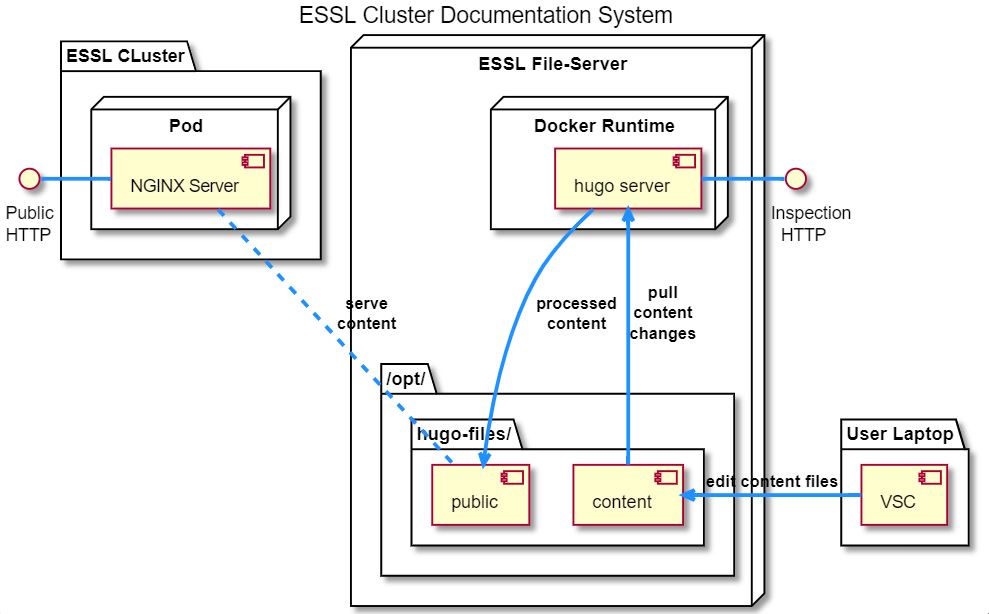 ESSL Cluster Documentation System
ESSL CLuster
Pod
NGINX Server
Public
HTTP
ESSL File-Server
Docker Runtime
hugo server
Inspection
HTTP
serve
content
processed
content
pull
content
changes
/opt/
hugo-files/
public
content
edit content files
User Laptop
VSC